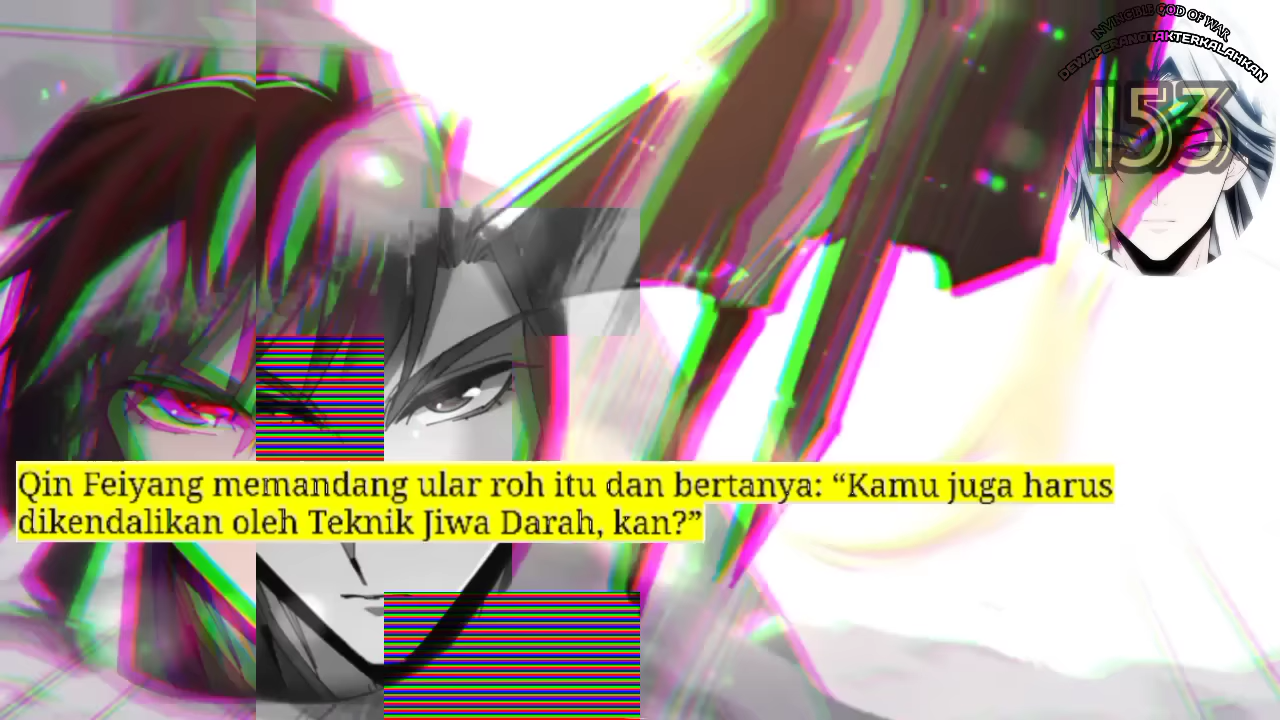 INVINCIBLE GOD OF WAR
DEWAPERANGTAKTERKALAHKAN
153
Qin Feiyang memandang ular roh itu dan bertanya: “Kamu juga harus
dikendalikan oleh Teknik Jiwa Darah, kan?”